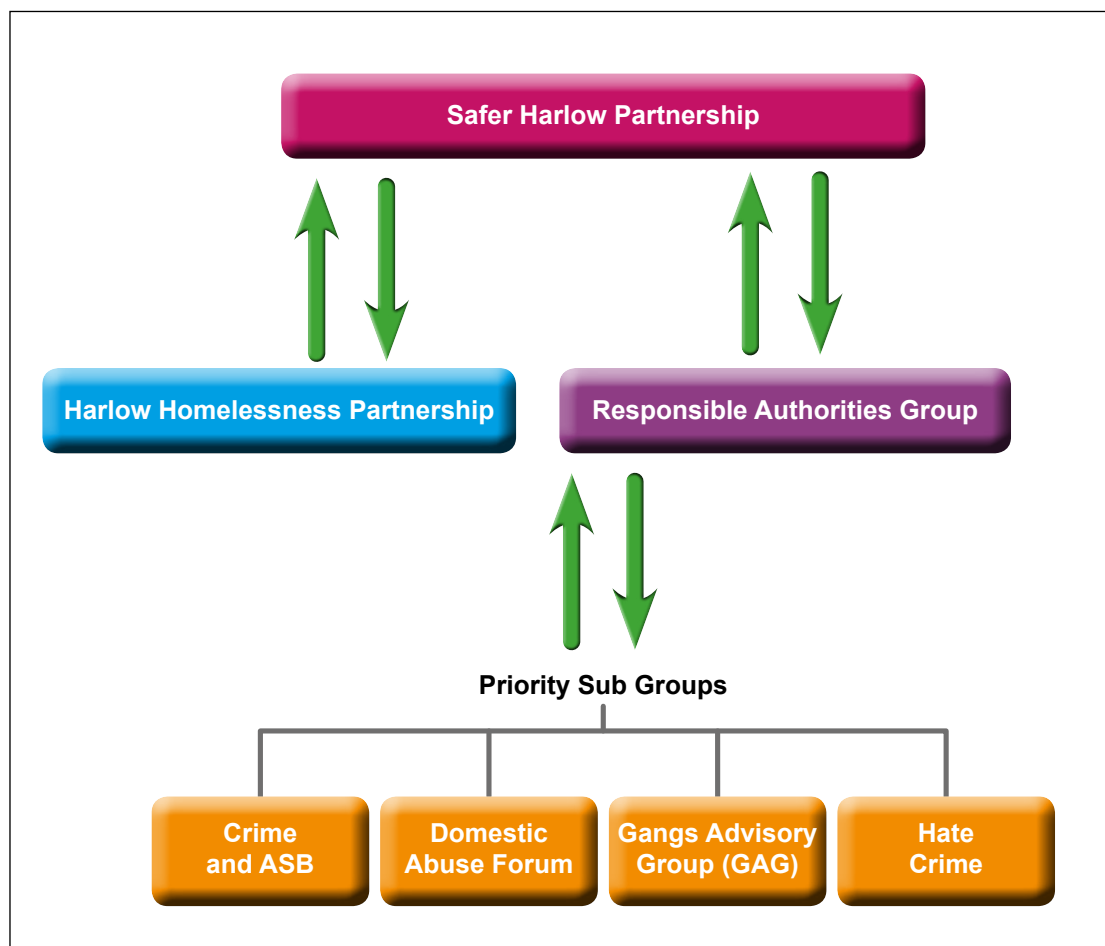 Safer Harlow Partnership
Harlow Homelessness Partnership
Responsible Authorities Group
Priority Sub Groups
Crime
and ASB
Domestic
Abuse Forum
Gangs Advisory
Group (GAG)
Hate
Crime